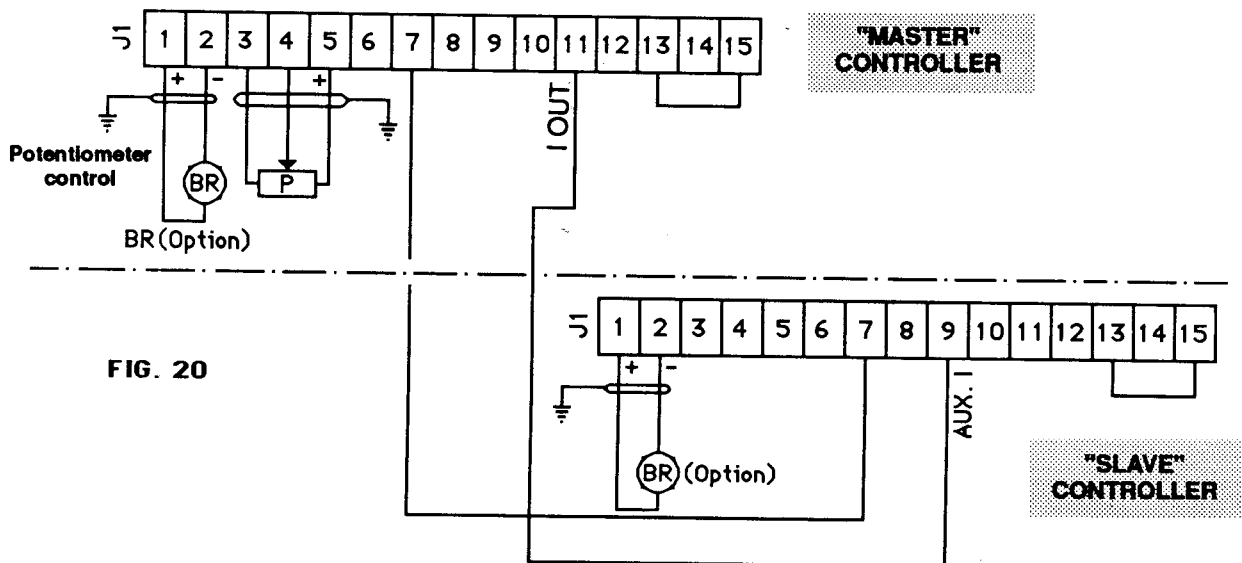 J1 1 2 3 4 5 6 7 8 9 10 11 12 13 14 15
"MASTER"
CONTROLLER
+ - +
I OUT
Potentiometer
control
BR
P
BR(Option)
J1 1 2 3 4 5 6 7 8 9 10 11 12 13 14 15
FIG. 20
+ -
AUX. I
BR (Option)
"SLAVE"
CONTROLLER